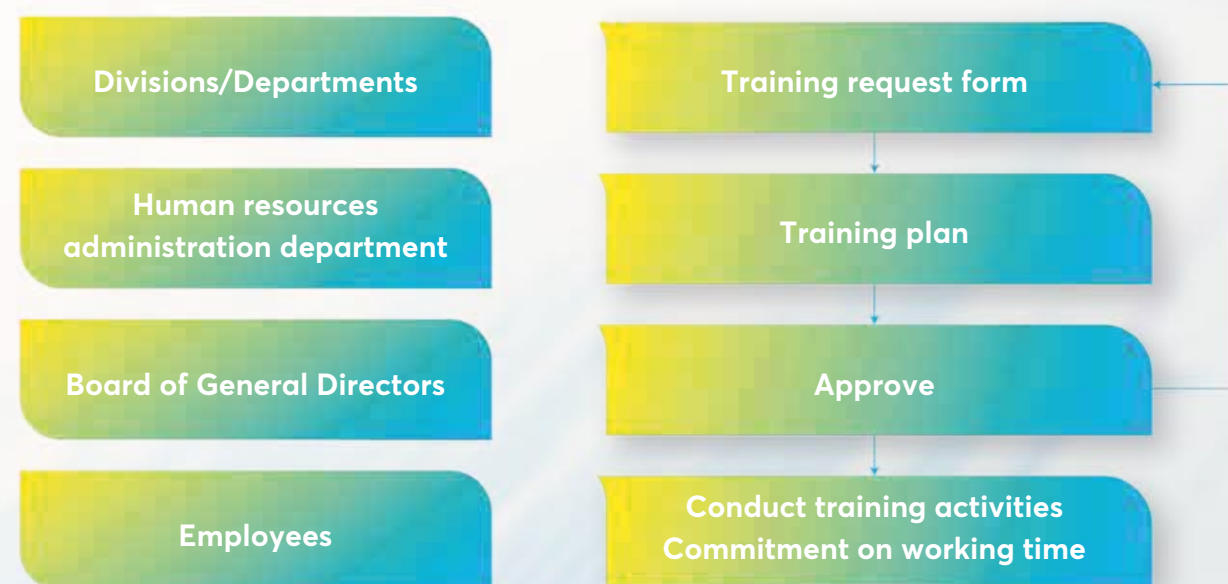 Divisions/Departments
Training request form
Human resources
administration department
Training plan
Board of General Directors
Approve
Employees
Conduct training activities
Commitment on working time